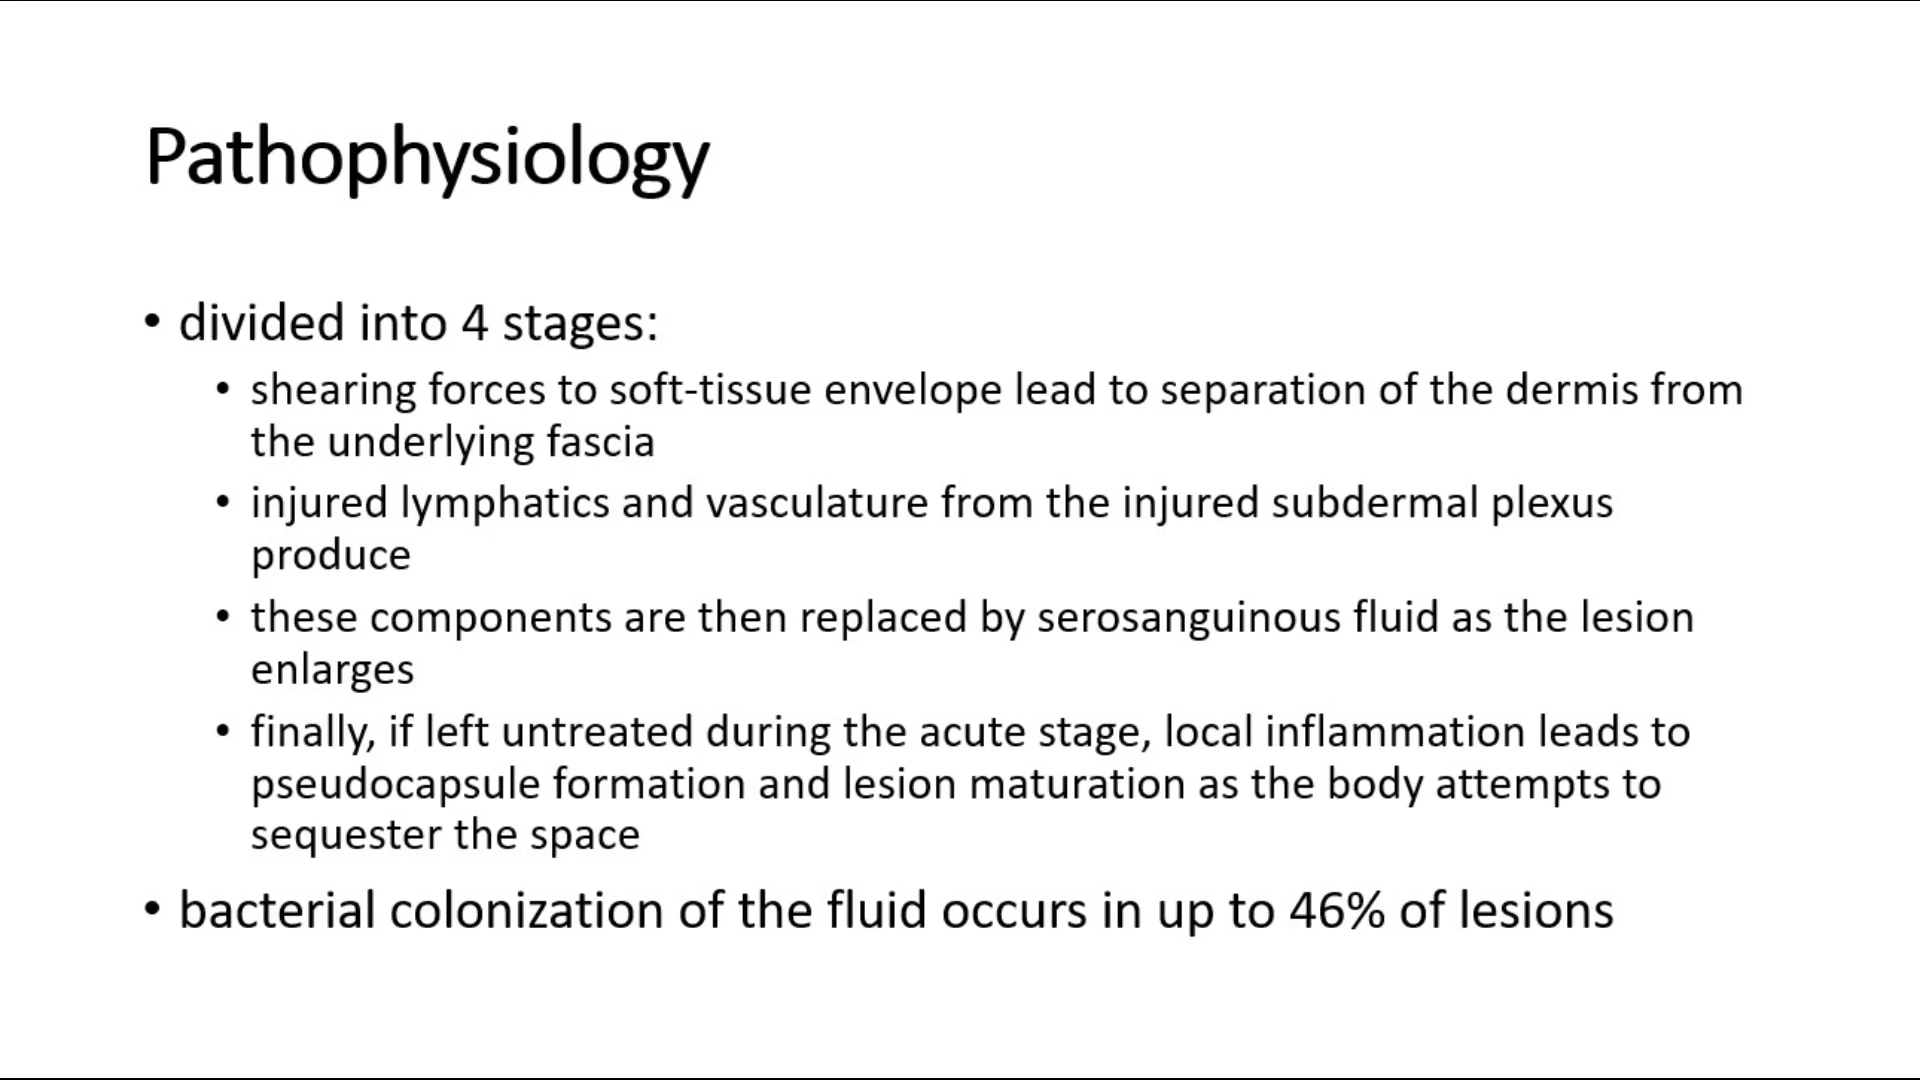 Pathophysiology
• divided into 4 stages:
• shearing forces to soft-tissue envelope lead to separation of the dermis from
the underlying fascia
• injured lymphatics and vasculature from the injured subdermal plexus
produce
• these components are then replaced by serosanguinous fluid as the lesion
enlarges
• finally, if left untreated during the acute stage, local inflammation leads to
pseudocapsule formation and lesion maturation as the body attempts to
sequester the space
• bacterial colonization of the fluid occurs in up to 46% of lesions